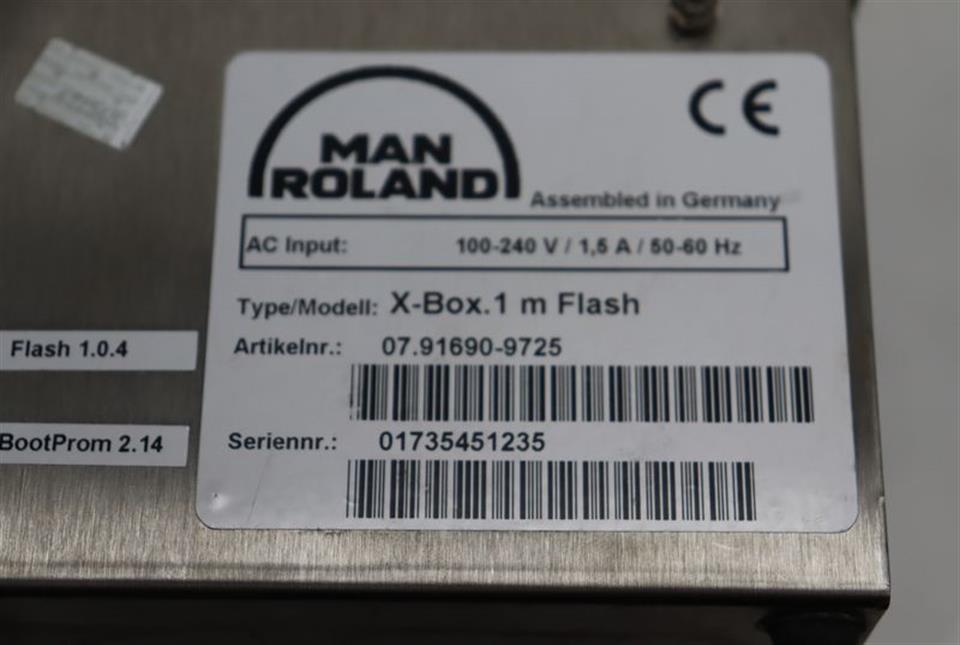 MAN
ROLAND
CE
Assembled in Germany
AC Input: 100-240 V / 1,5 A / 50-60 Hz
Type/Modell: X-Box.1 m Flash
Artikelnr.: 07.91690-9725
Flash 1.0.4
Seriennr.: 01735451235
BootProm 2.14